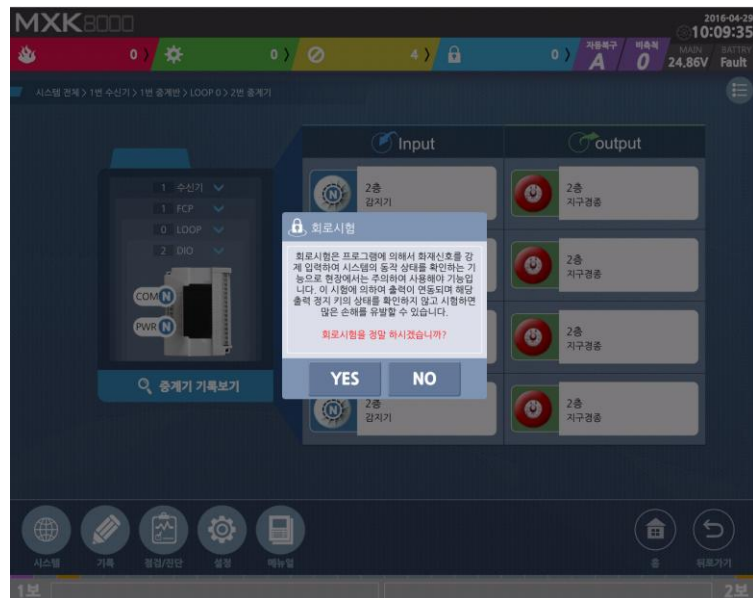 MXK8000
2016-04-29
10:09:35
0
0
4
0
자동복구
A
비축적
0
MAIN
24.86V
BATTRY
Fault
시스템 전체 > 1번 수신기 > 1번 중계반 > LOOP 0 > 2번 중계기
1 수신기
1 FCP
0 LOOP
2 DIO
COM N
PWR N
중계기 기록보기
Input
output
N
2층
감지기
2층
지구경종
2층
지구경종
2층
지구경종
N
2층
감지기
2층
지구경종
회로시험
회로시험은 프로그램에 의해서 화재신호를 강
제 입력하여 시스템의 동작 상태를 확인하는 기
능으로 현장에서는 주의하여 사용해야 기능입
니다. 이 시험에 의하여 출력이 연동되며 해당
출력 정지 키의 상태를 확인하지 않고 시험하면
많은 손해를 유발할 수 있습니다.
회로시험을 정말 하시겠습니까?
YES
NO
시스템
기록
점검/진단
설정
메뉴얼
홈
뒤로가기
1보
2보